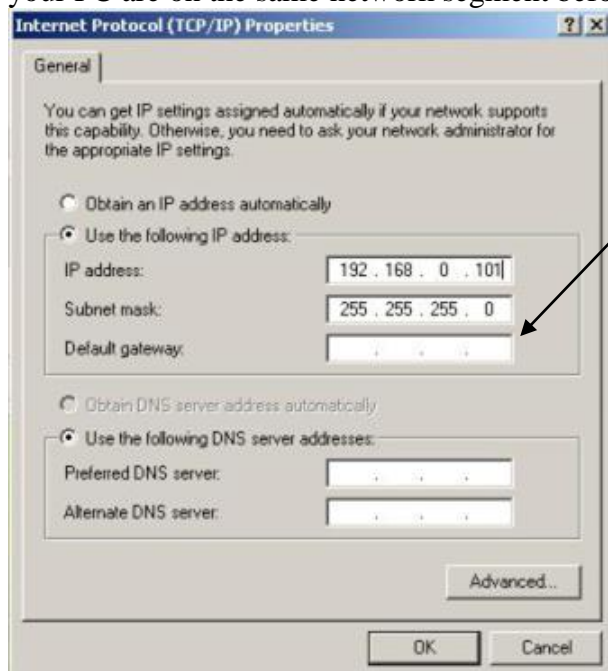 your PC are on the same network segment befo
Internet Protocol (TCP/IP) Properties
General
You can get IP settings assigned automatically if your network supports
this capability. Otherwise, you need to ask your network administrator for
the appropriate IP settings.
Obtain an IP address automatically
Use the following IP address:
IP address:
192 . 168 . 0 . 101
Subnet mask:
255 . 255 . 255 . 0
Default gateway:
. . .
Obtain DNS server address automatically
Use the following DNS server addresses:
Preferred DNS server:
. . .
Alternate DNS server:
. . .
Advanced...
OK
Cancel